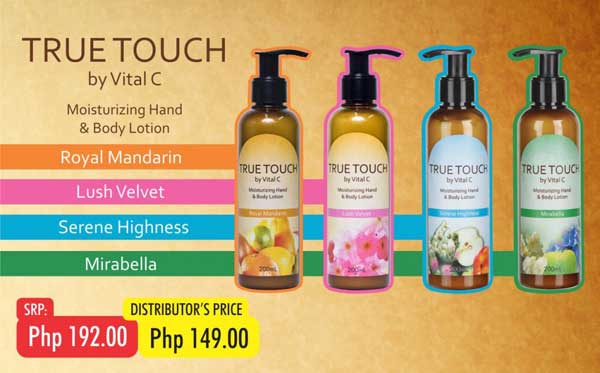 TRUE TOUCH
by Vital C
Moisturizing Hand
& Body Lotion
Royal Mandarin
Lush Velvet
Serene Highness
Mirabella
SRP:
Php 192.00
DISTRIBUTOR'S PRICE
Php 149.00
TRUE TOUCH
by Vital C
Moisturizing Hand
& Body Lotion
Royal Mandarin
200mL
TRUE TOUCH
by Vital C
Moisturizing Hand
& Body Lotion
Lush Velvet
200mL
TRUE TOUCH
by Vital C
Moisturizing Hand
& Body Lotion
Serene Highness
200mL
TRUE TOUCH
by Vital C
Moisturizing Hand
& Body Lotion
Mirabella
200mL